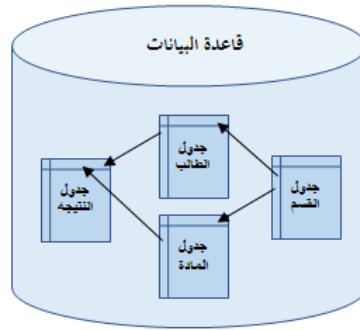 قاعدة البيانات
جدول
الطالب
جدول
القسم
جدول
النتيجه
جدول
المادة